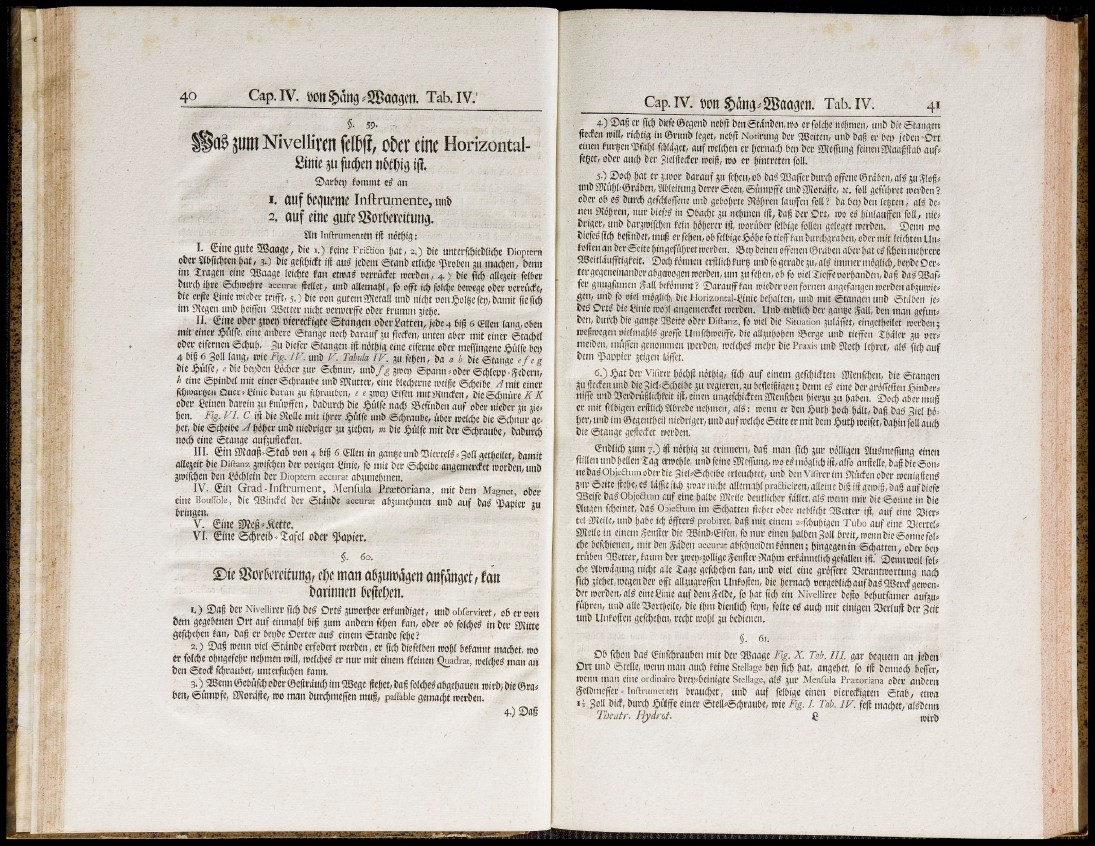 40 Cap. IV. von Häng-Waagen. Tab. IV.
§. 59.
Was zum Nivelliren selbst, oder eine Horizontal-
Linie zu suchen nöthig ist.
Darbey kommt es an
1. auf bequeme Instrumente, und
2. auf eine gute Vorbereitung.
An Instrumenten ist nöthig:
I. Eine gute Waage, die 1.) keine Friction hat, 2.) die unterschiedliche Dioptern
oder Absichten hat, 3.) die geschickt ist aus jedem Stand etliche Proben zu machen, denn
im Tragen eine Waage leichte kan etwas verrücket werden, 4.) die sich allezeit selber
durch ihre Schwehre accurat stellet, und allemahl, so offt ich solche bewege oder verrücke,
die erste Linie wieder trifft, 5.) die von gutem Metall und nicht von Holtze sey, damit sie sich
im Regen und heissen Wetter nicht verwerffe oder krumm ziehe.
II. Eine oder zwey viereckigte Stangen oder Latten, jede 4 biß 6 Ellen lang, oben
mit einer Hülse, eine andere Stange noch darauf zu stecken, unten aber mit einer Stachel
oder eisernen Schuh. Zu dieser Stangen ist nöthig eine eiserne oder meßingene Hülse bey
4 biß 6 Zoll lang, wie Fig. IV. und V. Tabula IV. zu sehen, da a b die Stange e f e g
die Hülse, e die beyden Löcher zur Schnur, und f g zwey Spann- oder Schlepp-Federn,
h eine Spindel mit einer Schraube und Mutter, eine blecherne weiße Scheibe A mit einer
schwartzen Quer-Linie daran zu schrauben, e e zwey Eisen mit Rincken, die Schnüre K K
oder Leinen darein zu knüpffen, dadurch die Hülse nach Befinden auf oder nieder zu zie-
hen. Fig. VI. C ist die Rolle mit ihrer Hülse und Schraube, über welche die Schnur ge-
het, die Scheibe A höher und niedriger zu ziehen, m die Hülse mit der Schraube, dadurch
noch eine Stange aufzustecken.
III. Ein Maaß-Stab von 4 biß 6 Ellen in gantze und Viertels-Zoll getheilet, damit
allezeit die Distanz zwischen der vorigen Linie, so mit der Scheibe angemercket worden, und
zwischen den Löchlein der Dioptern accurat abzunehmen.
IV. Ein Grad-Instrument, Mensula Prætoriana, mit dem Magnet, oder
eine Boussole, die Winckel der Stände accurat abzunehmen und auf das Papier zu
bringen.
V. Eine Meß-Kette.
VI. Eine Schreib-Tafel oder Papier.
§. 60.
Die Vorbereitung, ehe man abzuwägen anfänget, kan
darinnen bestehen.
1.) Daß der Nivellirer sich des Orts zuvorher erkundiget, und observiret, ob er von
dem gegebenen Ort auf einmahl biß zum andern sehen kan, oder ob solches in der Mitte
geschehen kan, daß er beyde Oerter aus einem Stande sehe?
2.) Daß wenn viel Stände erfodert werden, er sich dieselben wohl bekannt machet, wo
er solche ohngefehr nehmen will, welches er nur mit einem kleinen Quadrat, welches man an
den Stock schraubet, untersuchen kann.
3.) Wenn Gebüsch oder Gesträuch im Wege stehet, daß solches abgehauen wird; die Gra-
ben, Sümpfe, Moräste, wo man durchmessen muß, passable gemacht werden.
4.) Daß
Cap. IV. von Häng-Waagen. Tab. IV. 41
4.) Daß er sich diese Gegend nebst den Ständen, wo er solche nehmen, und die Stangen
stecken will, richtig in Grund leget, nebst Notirung der Weiten, und daß er bey jeden Ort
einen kurtzen Pfahl schläget, auf welchen er hernach bey der Messung seinen Maaßstab auf-
setzet, oder auch der Zielstecker weiß, wo er hintreten soll.
5.) Doch hat er zuvor darauf zu sehen, ob das Wasser durch offene Gräben, als zu Floß-
und Mühl-Gräben, Ableitung derer Seen, Sümpffe und Moräste, ꝛc. soll geführet werden?
oder ob es durch geschlossene und gebohrte Röhren lauffen soll? da bey den letzten, als de-
nen Röhren, nur dieses in Obacht zu nehmen ist, daß der Ort, wo es hinlauffen soll, nie-
driger, und darzwischen kein höherer ist, worüber selbige sollen geleget werden. Denn wo
dieses sich befindet, muß er sehen, ob selbige Höhe so tieff kan durchgraben, oder mit leichten Un-
kosten an der Seite hingeführet werden. Bey denen offenen Gräben aber hat es schon mehrere
Weitläufftigkeit. Doch können erstlich kurtz und so gerade zu, als immer möglich, beyde Oer-
ter gegeneinander abgewogen werden, um zu sehen, ob so viel Tieffe vorhanden, daß das Was-
ser gnugsamen Fall bekömmt? Darauff kan wieder von fornen angefangen werden abzuwie-
gen, und so viel möglich, die Horizontal-Linie behalten, und mit Stangen und Stäben je-
des Orts die Linie wohl angemercket werden. Und endlich der gantze Fall, den man gefun-
den, durch die gantze Weite oder Distanz, so viel die Situation zulässet, eingetheilet werden;
weßwegen vielmahls grosse Umschweiffe, die allzuhohen Berge und tieffen Thäler zu ver-
meiden, müssen genommen werden, welches mehr die Praxis und Noth lehret, als sich auf
dem Pappier zeigen lässet.
6.) Hat der Visirer höchst nöthig, sich auf einem geschickten Menschen, die Stangen
zu stecken und die Ziel-Scheibe zu regieren, zu befleißigen; denn es eine der grössesten Hinder-
nisse und Verdrüßlichkeit ist, einen ungeschickten Menschen hierzu zu haben. Doch aber muß
er mit selbigen erstlich Abrede nehmen, als: wenn er den Huth hoch hält, daß das Ziel hö-
her, und im Gegentheil niedriger, und auf welche Seite er mit dem Huth weiset, dahin soll auch
die Stange gestecket werden.
Endlich zum 7.) ist nöthig zu erinnern, daß man sich zur völligen Ausmessung einen
stillen und hellen Tag erwehle, und seine Messung, wo es möglich ist, also anstelle, daß die Son-
ne das Objectum oder die Ziel-Scheibe erleuchtet, und den Visirer im Rücken oder wenigstens
zur Seite stehe, es lässt sich zwar nicht allemahl practiciren, alleine diß ist gewiß, daß auf diese
Weise das Objectum auf eine halbe Meile deutlicher fället, als wenn mir die Sonne in die
Augen scheinet, das Objectum im Schatten stehet oder neblicht Wetter ist, auf eine Vier-
tel Meile, und habe ich öffters probiret, daß mit einem 2-schuhigen Tubo auf eine Viertels-
Meile in einem Fenster die Wind-Eisen, so nur einen halben Zoll breit, wenn die Sonne sol-
che beschienen, mit den Fäden accurat abschneiden können; hingegen in Schatten, oder bey
trüben Wetter, kaum der zwey-zollige Fenster Rahm erkänntlich gefallen ist. Denn weil sol-
che Abwägung nicht alle Tage geschehen kan, und viel eine grössere Verantwortung nach
sich ziehet, wegen der offt allzugrossen Unkosten, die hernach vergeblich auf das Werck gewen-
det werden, als eine Linie auf dem Felde, so hat sich ein Nivellirer desto behutsamer aufzu-
führen, und alle Vortheile, die ihm dienlich seyn, solte es auch mit einigen Verlust der Zeit
und Unkosten geschehen, recht wohl zu bedienen.
§. 61.
Ob schon das Einschrauben mit der Waage Fig. X. Tab. III. gar bequem an jeden
Ort und Stelle, wenn man auch keine Stellage bey sich hat, angehet, so ist dennoch besser,
wenn man eine ordinaire drey-beinigte Stellage, als zur Mensula Prætoriana oder andern
Feldmesser-Instrumenten brauchet, und auf selbige einen viereckigten Stab, etwa
1½ Zoll dick, durch Hülffe einer Stell-Schraube, wie Fig. I. Tab. IV. fest machet, alsdenn
Theatr. Hydrot. L wird